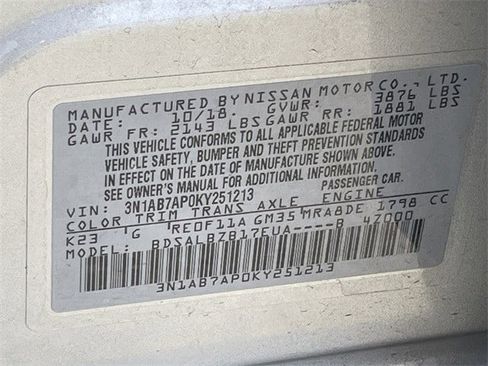 MANUFACTURED BY NISSAN MOTOR CO., LTD.
DATE: 10/18. GVWR: 3876 LBS
GAWR FR: 2143 LBS GAWR RR: 1881 LBS
THIS VEHICLE CONFORMS TO ALL APPLICABLE FEDERAL MOTOR
VEHICLE SAFETY, BUMPER AND THEFT PREVENTION STANDARDS
IN EFFECT ON THE DATE OF MANUFACTURE SHOWN ABOVE.
SEE OWNER'S MANUAL FOR ADDITIONAL INFORMATION.
VIN: 3N1AB7AP0KY251213 PASSENGER CAR.
COLOR TRIM TRANS AXLE ENGINE
K23 G RE0F11A GM35 MRA8DE 1798 CC
MODEL: BDSALBZB17EUA----B 4Z000
3N1AB7AP0KY251213